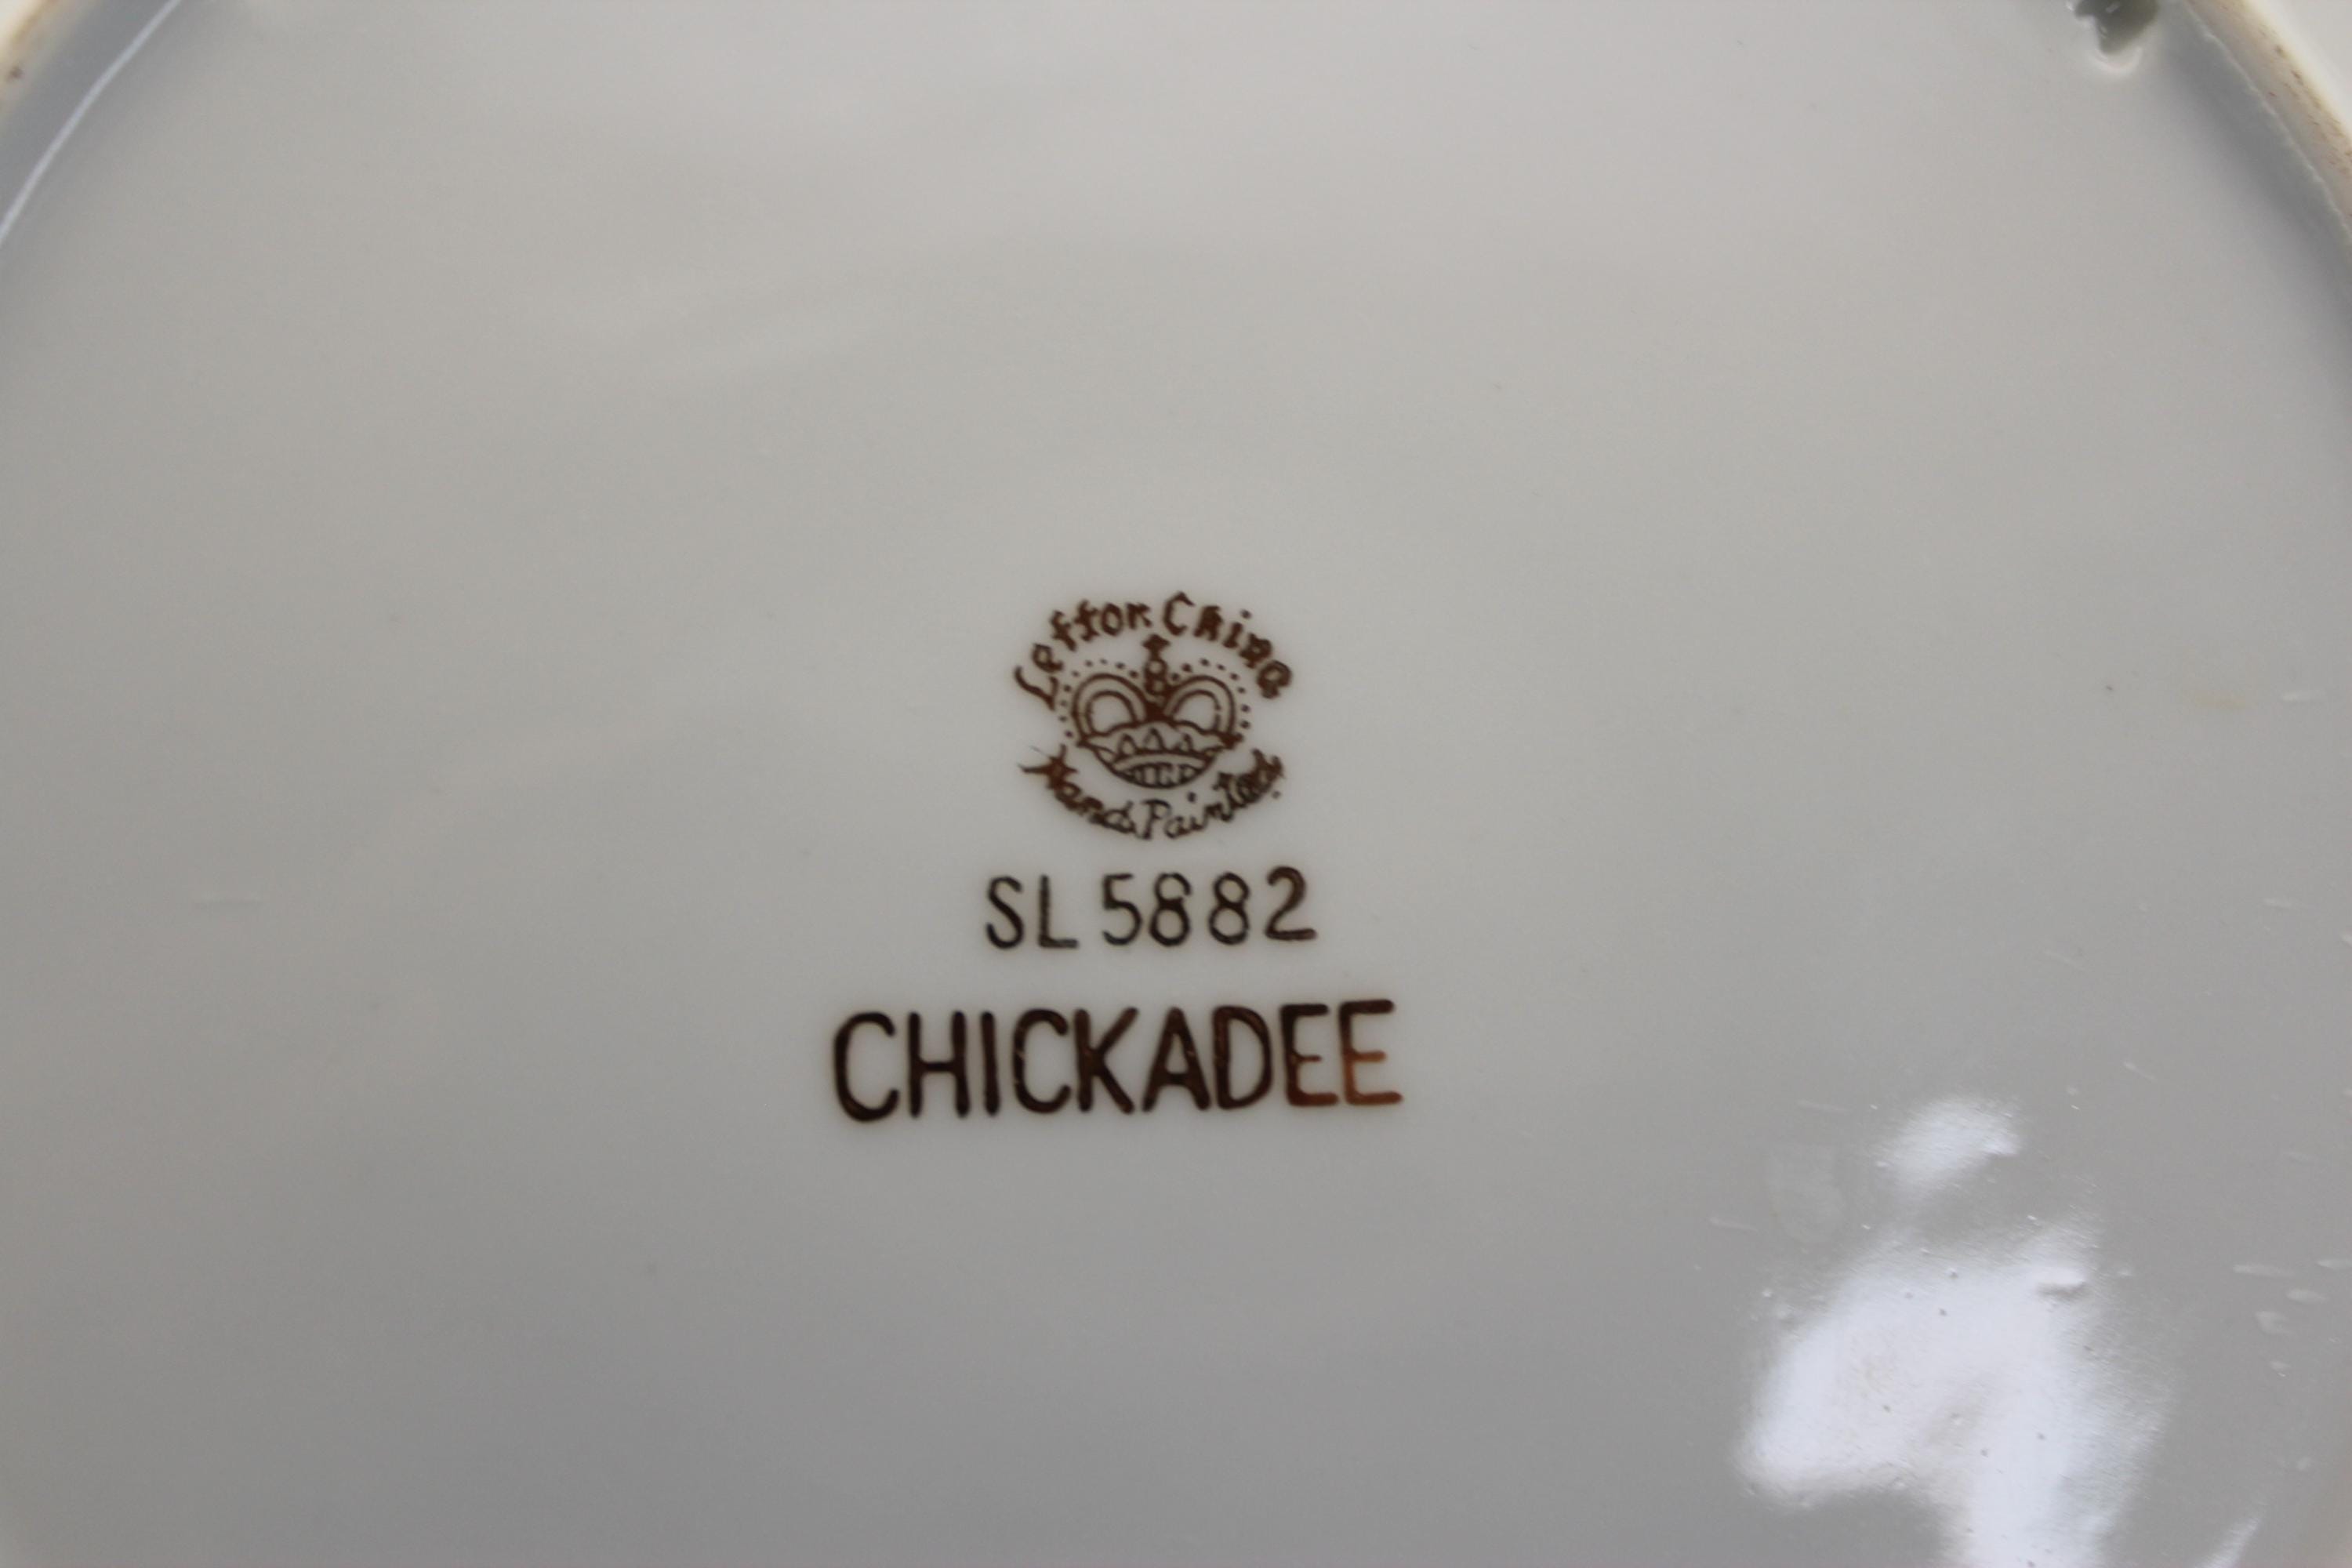 Lefton China
Hand Painted
SL 5882
CHICKADEE